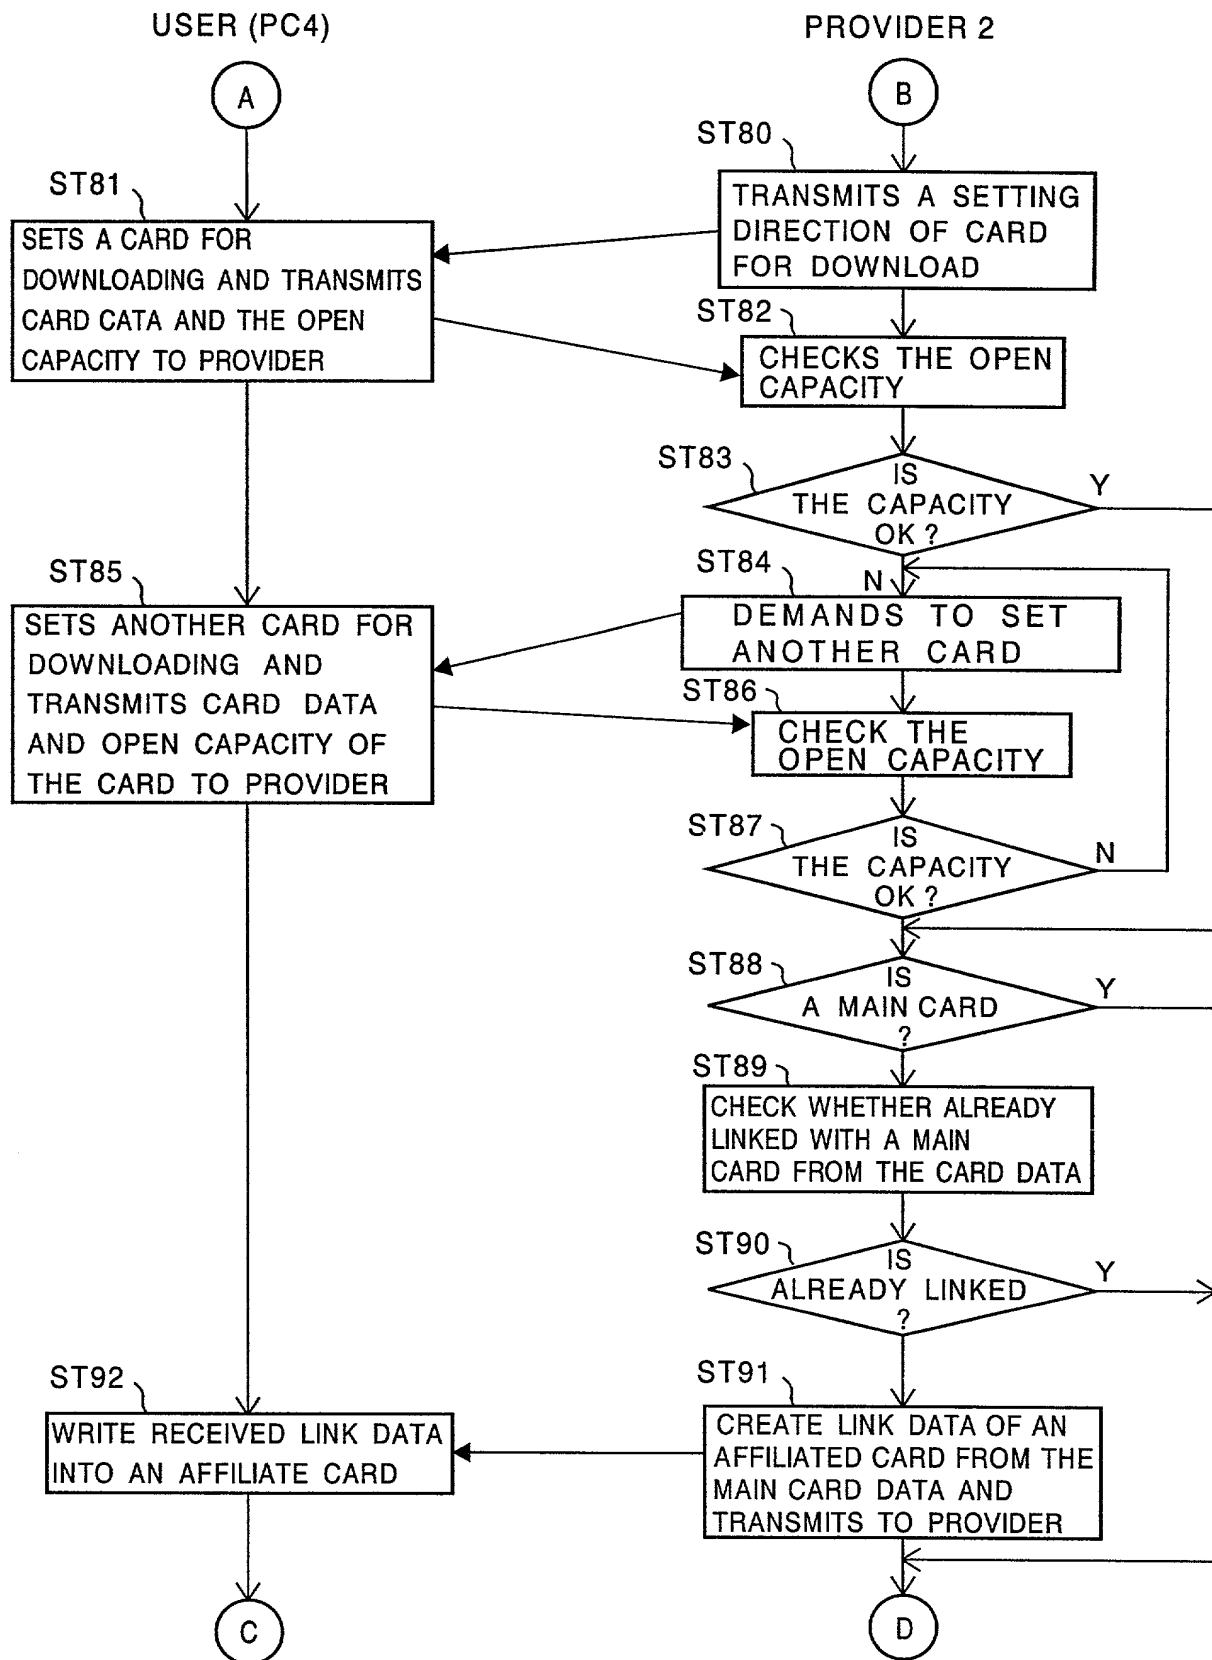 USER (PC4)
PROVIDER 2
A
B
ST80
TRANSMITS A SETTING
DIRECTION OF CARD
FOR DOWNLOAD
ST81
SETS A CARD FOR
DOWNLOADING AND TRANSMITS
CARD CATA AND THE OPEN
CAPACITY TO PROVIDER
ST82
CHECKS THE OPEN
CAPACITY
ST83
IS
THE CAPACITY
OK ?
Y
N
ST84
DEMANDS TO SET
ANOTHER CARD
ST85
SETS ANOTHER CARD FOR
DOWNLOADING AND
TRANSMITS CARD DATA
AND OPEN CAPACITY OF
THE CARD TO PROVIDER
ST86
CHECK THE
OPEN CAPACITY
ST87
IS
THE CAPACITY
OK ?
N
ST88
IS
A MAIN CARD
?
Y
ST89
CHECK WHETHER ALREADY
LINKED WITH A MAIN
CARD FROM THE CARD DATA
ST90
IS
ALREADY LINKED
?
Y
ST91
CREATE LINK DATA OF AN
AFFILIATED CARD FROM THE
MAIN CARD DATA AND
TRANSMITS TO PROVIDER
ST92
WRITE RECEIVED LINK DATA
INTO AN AFFILIATE CARD
C
D